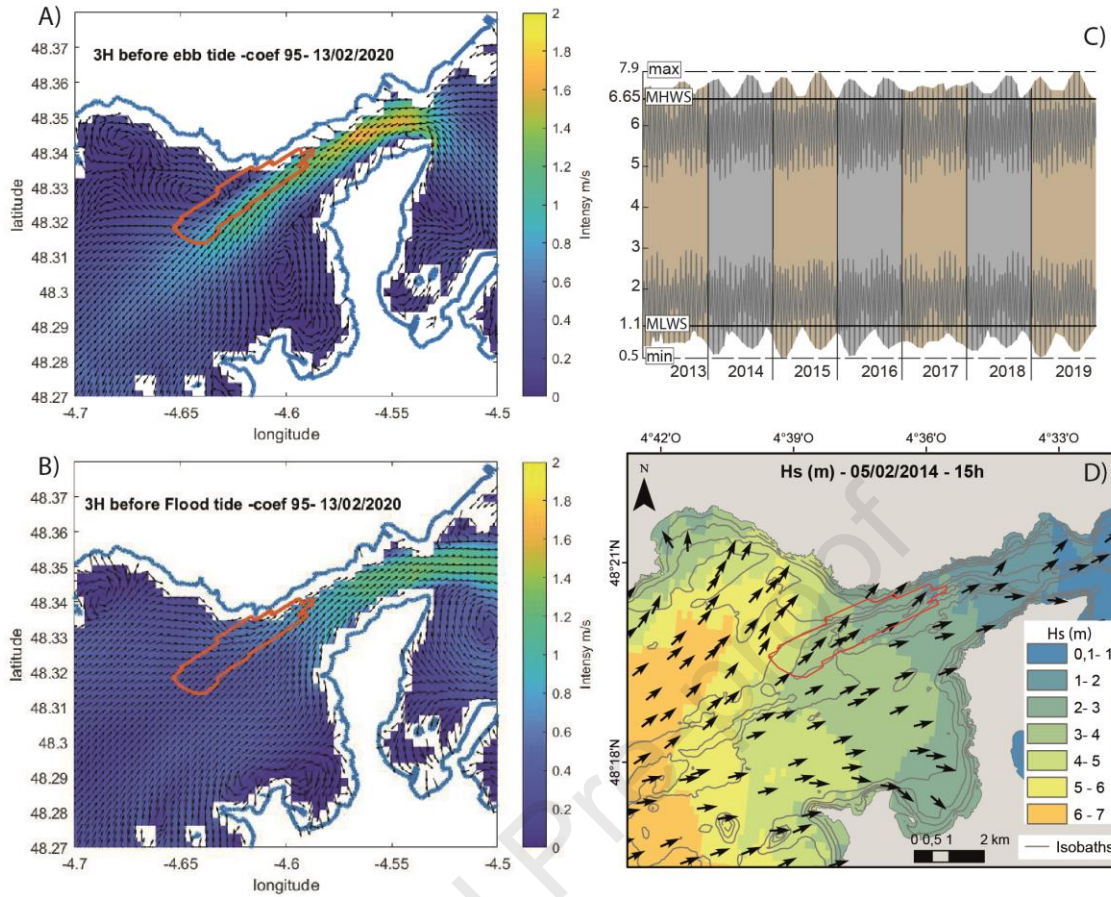 A)
3H before ebb tide -coef 95- 13/02/2020
48.37
48.36
48.35
48.34
48.33
48.32
48.31
48.3
48.29
48.28
48.27
latitude
-4.7
-4.65
-4.6
-4.55
-4.5
longitude
2
1.8
1.6
1.4
1.2
1
0.8
0.6
0.4
0.2
0
Intensy m/s
C)
7.9
max
6.65
MHWS
6
5
4
3
2
1.1
MLWS
0.5
min
2013
2014
2015
2016
2017
2018
2019
B)
3H before Flood tide -coef 95- 13/02/2020
48.37
48.36
48.35
48.34
48.33
48.32
48.31
48.3
48.29
48.28
48.27
latitude
-4.7
-4.65
-4.6
-4.55
-4.5
longitude
2
1.8
1.6
1.4
1.2
1
0.8
0.6
0.4
0.2
0
Intensy m/s
4°42'O
4°39'O
4°36'O
4°33'O
N
Hs (m) - 05/02/2014 - 15h
D)
48°21'N
48°18'N
Hs (m)
0,1- 1
1- 2
2- 3
3- 4
4- 5
5 - 6
6 - 7
0 0,5 1 2 km
Isobaths